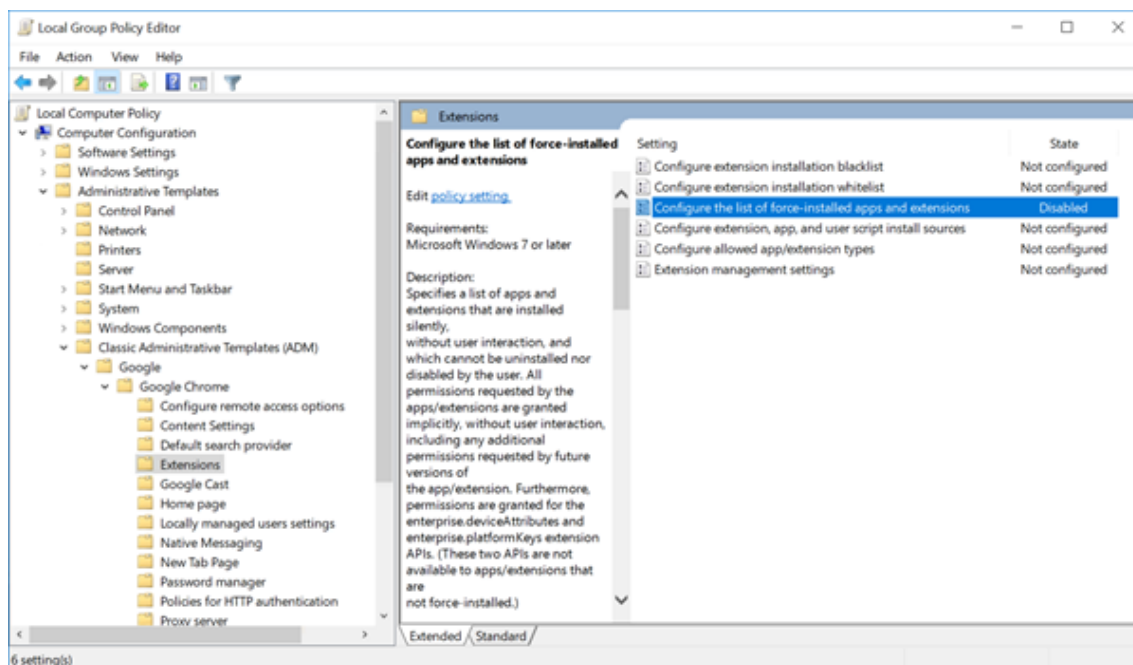 Local Group Policy Editor
File Action View Help
Local Computer Policy
Computer Configuration
Software Settings
Windows Settings
Administrative Templates
Control Panel
Network
Printers
Server
Start Menu and Taskbar
System
Windows Components
Classic Administrative Templates (ADM)
Google
Google Chrome
Configure remote access options
Content Settings
Default search provider
Extensions
Google Cast
Home page
Locally managed users settings
Native Messaging
New Tab Page
Password manager
Policies for HTTP authentication
Proxy server
Extensions
Configure the list of force-installed
apps and extensions
Edit policy setting.
Requirements:
Microsoft Windows 7 or later
Description:
Specifies a list of apps and
extensions that are installed
silently,
without user interaction, and
which cannot be uninstalled nor
disabled by the user. All
permissions requested by the
apps/extensions are granted
implicitly, without user interaction,
including any additional
permissions requested by future
versions of
the app/extension. Furthermore,
permissions are granted for the
enterprise.deviceAttributes and
enterprise.platformKeys extension
APIs. (These two APIs are not
available to apps/extensions that
are
not force-installed.)
Setting State
Configure extension installation blacklist Not configured
Configure extension installation whitelist Not configured
Configure the list of force-installed apps and extensions Disabled
Configure extension, app, and user script install sources Not configured
Configure allowed app/extension types Not configured
Extension management settings Not configured
Extended Standard
6 setting(s)